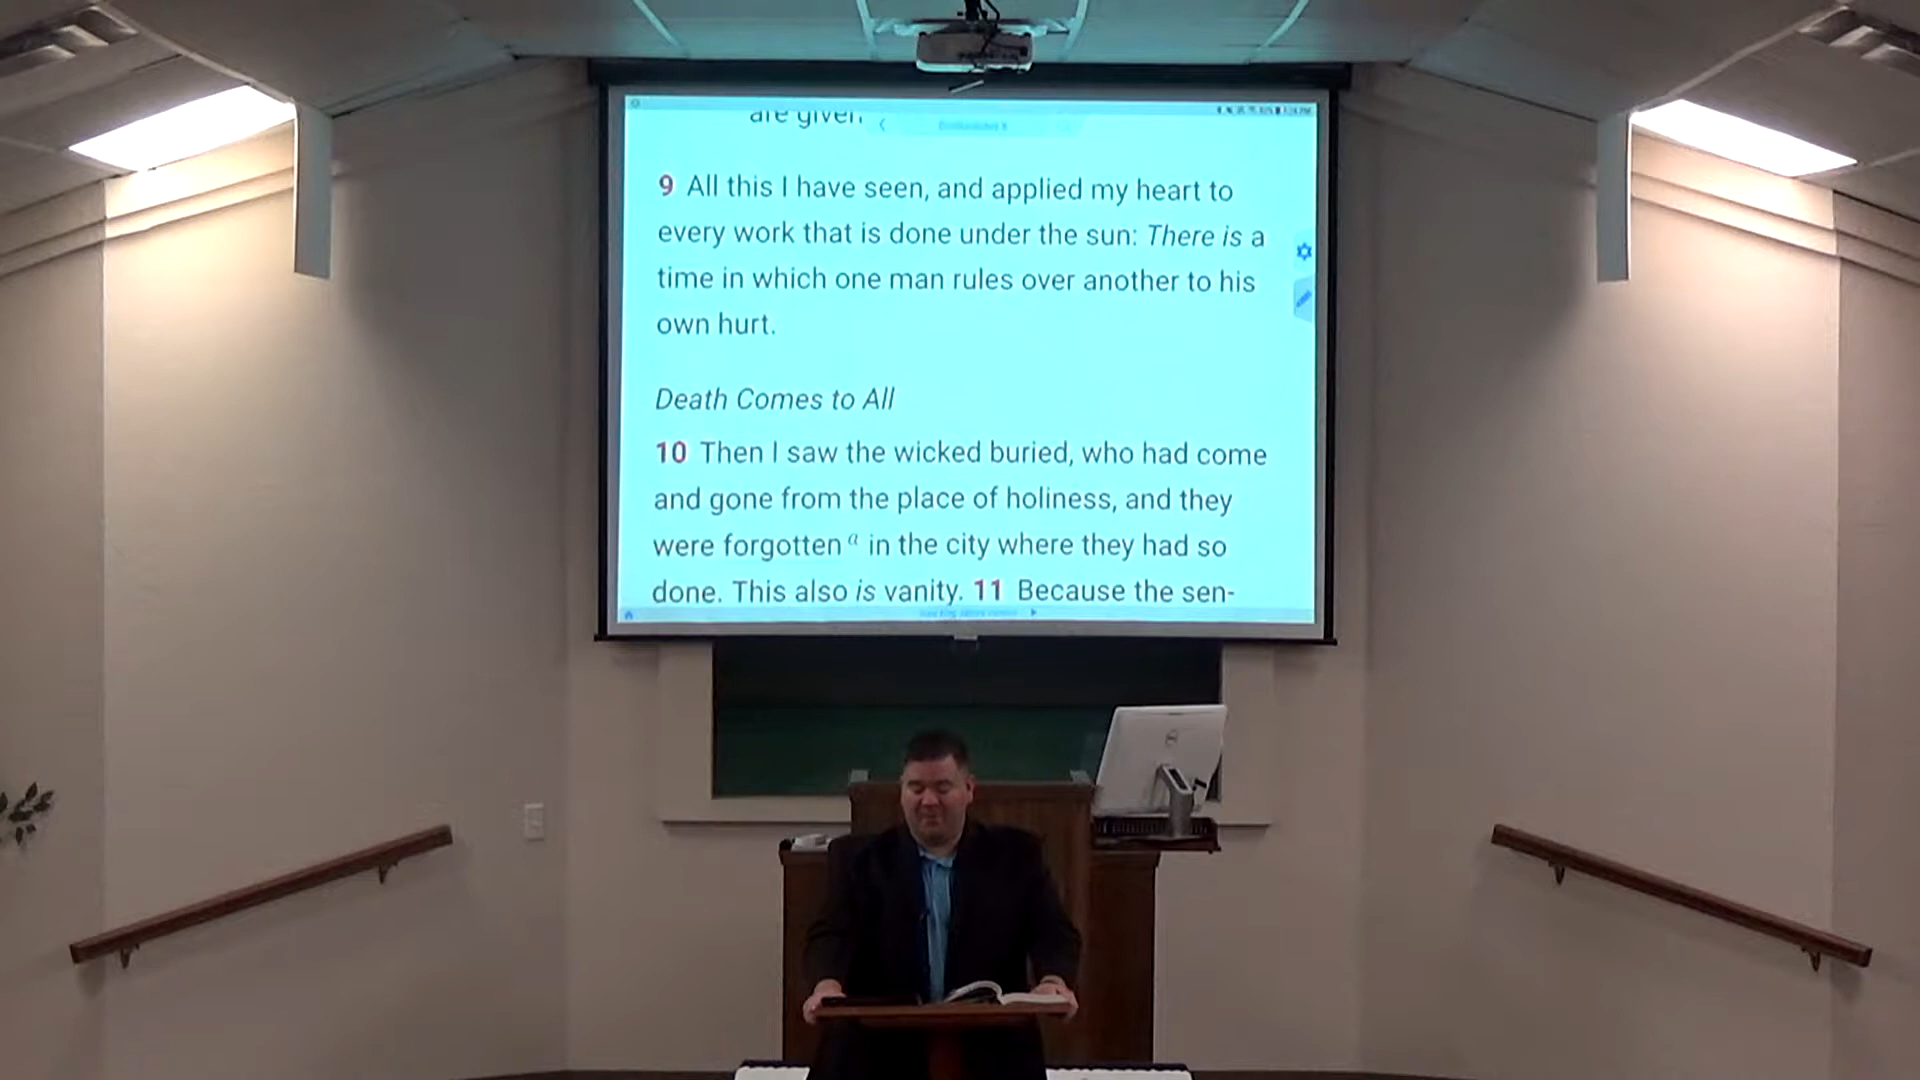 are given.
9 All this I have seen, and applied my heart to
every work that is done under the sun: There is a
time in which one man rules over another to his
own hurt.
Death Comes to All
10 Then I saw the wicked buried, who had come
and gone from the place of holiness, and they
were forgotten a in the city where they had so
done. This also is vanity. 11 Because the sen-